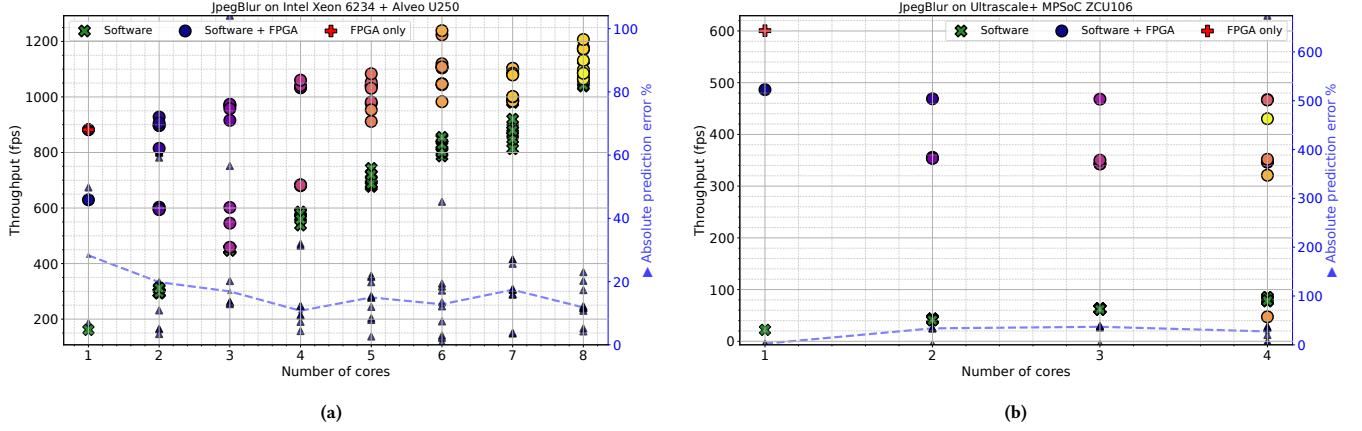 JpegBlur on Intel Xeon 6234 + Alveo U250
Software
Software + FPGA
FPGA only
Throughput (fps)
1200
1000
800
600
400
200
1 2 3 4 5 6 7 8
Number of cores
100
80
60
40
20
0
▲ Absolute prediction error %
(a)
JpegBlur on Ultrascale+ MPSoC ZCU106
Software
Software + FPGA
FPGA only
Throughput (fps)
600
500
400
300
200
100
0
1 2 3 4
Number of cores
600
500
400
300
200
100
0
▲ Absolute prediction error %
(b)